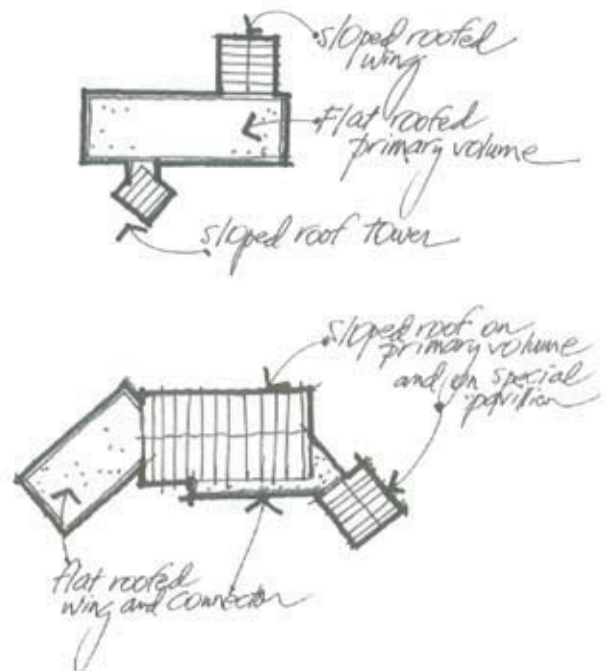 sloped roofed
wing
Flat roofed
primary volume
sloped roof tower
sloped roof on
primary volume
and on special
pavilion
flat roofed
wing and connector